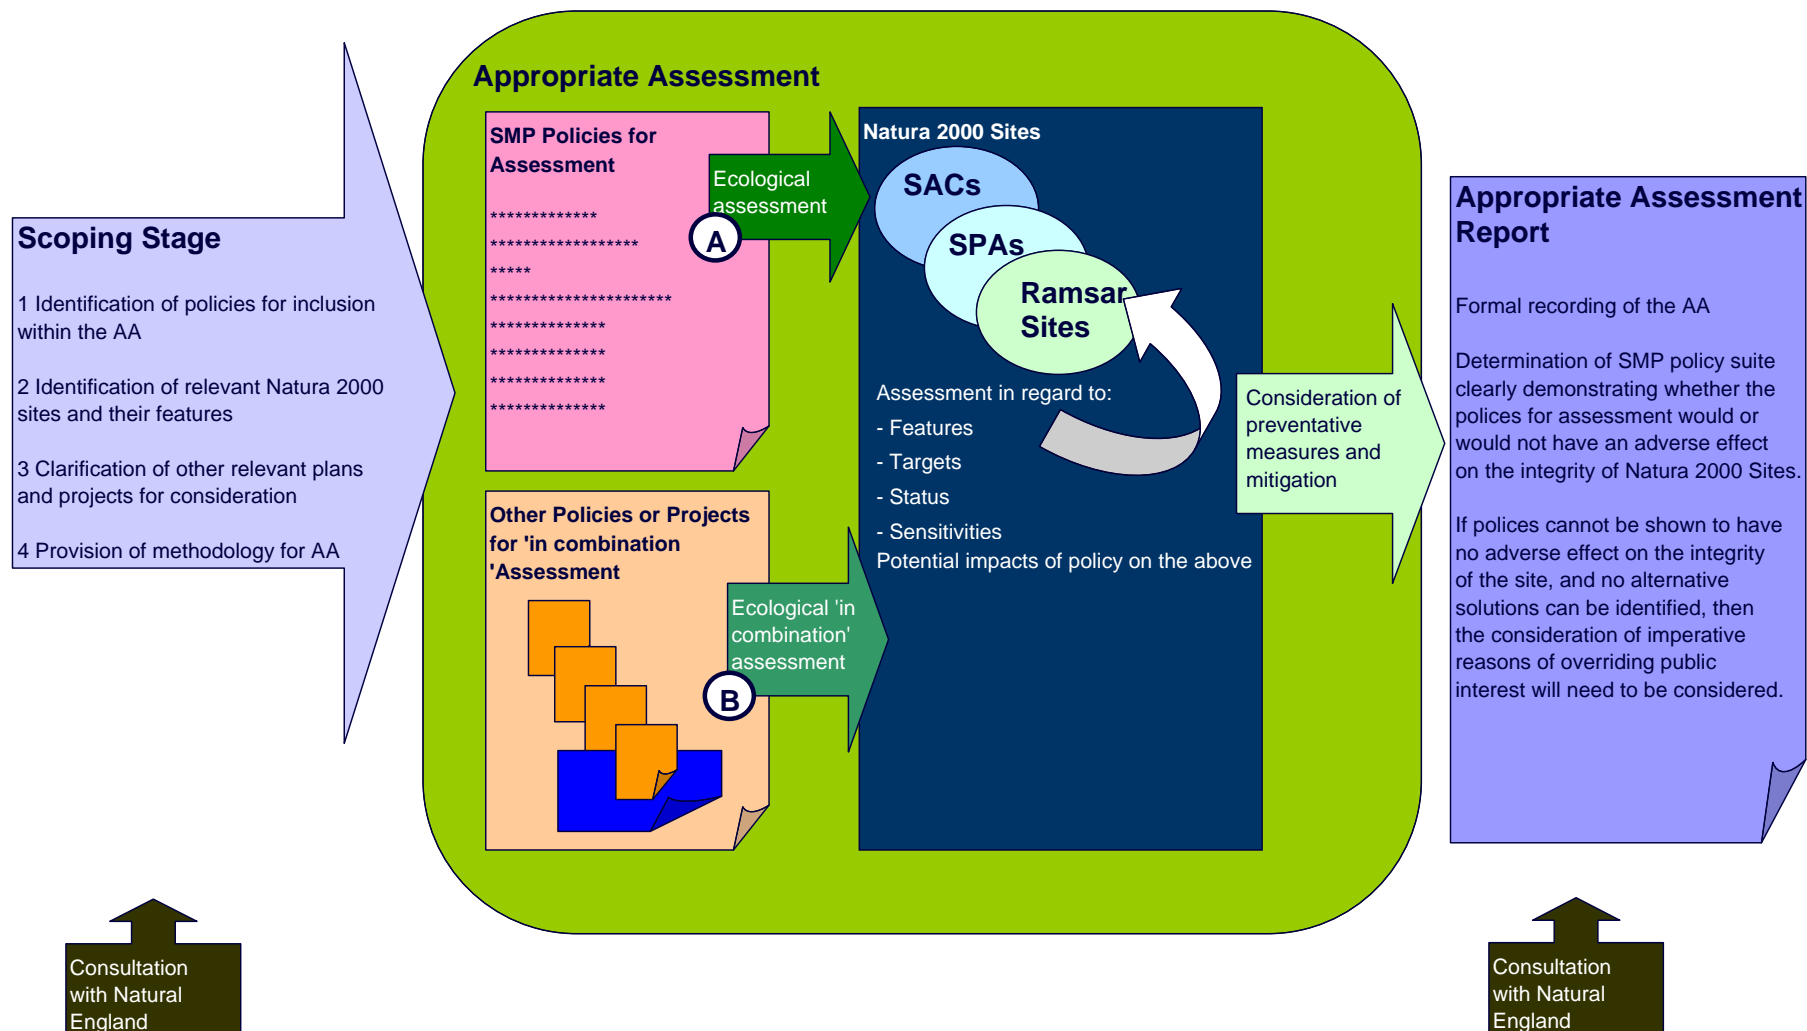 Scoping Stage
1 Identification of policies for inclusion
within the AA
2 Identification of relevant Natura 2000
sites and their features
3 Clarification of other relevant plans
and projects for consideration
4 Provision of methodology for AA
Consultation
with Natural
England
Appropriate Assessment
SMP Policies for
Assessment
*************
******************
*****
**********************
**************
**************
**************
**************
Ecological
assessment
A
Other Policies or Projects
for 'in combination
'Assessment
Ecological 'in
combination'
assessment
B
Natura 2000 Sites
SACs
SPAs
Ramsar
Sites
Assessment in regard to:
- Features
- Targets
- Status
- Sensitivities
Potential impacts of policy on the above
Consideration of
preventative
measures and
mitigation
Appropriate Assessment
Report
Formal recording of the AA
Determination of SMP policy suite
clearly demonstrating whether the
polices for assessment would or
would not have an adverse effect
on the integrity of Natura 2000 Sites.
If polices cannot be shown to have
no adverse effect on the integrity
of the site, and no alternative
solutions can be identified, then
the consideration of imperative
reasons of overriding public
interest will need to be considered.
Consultation
with Natural
England